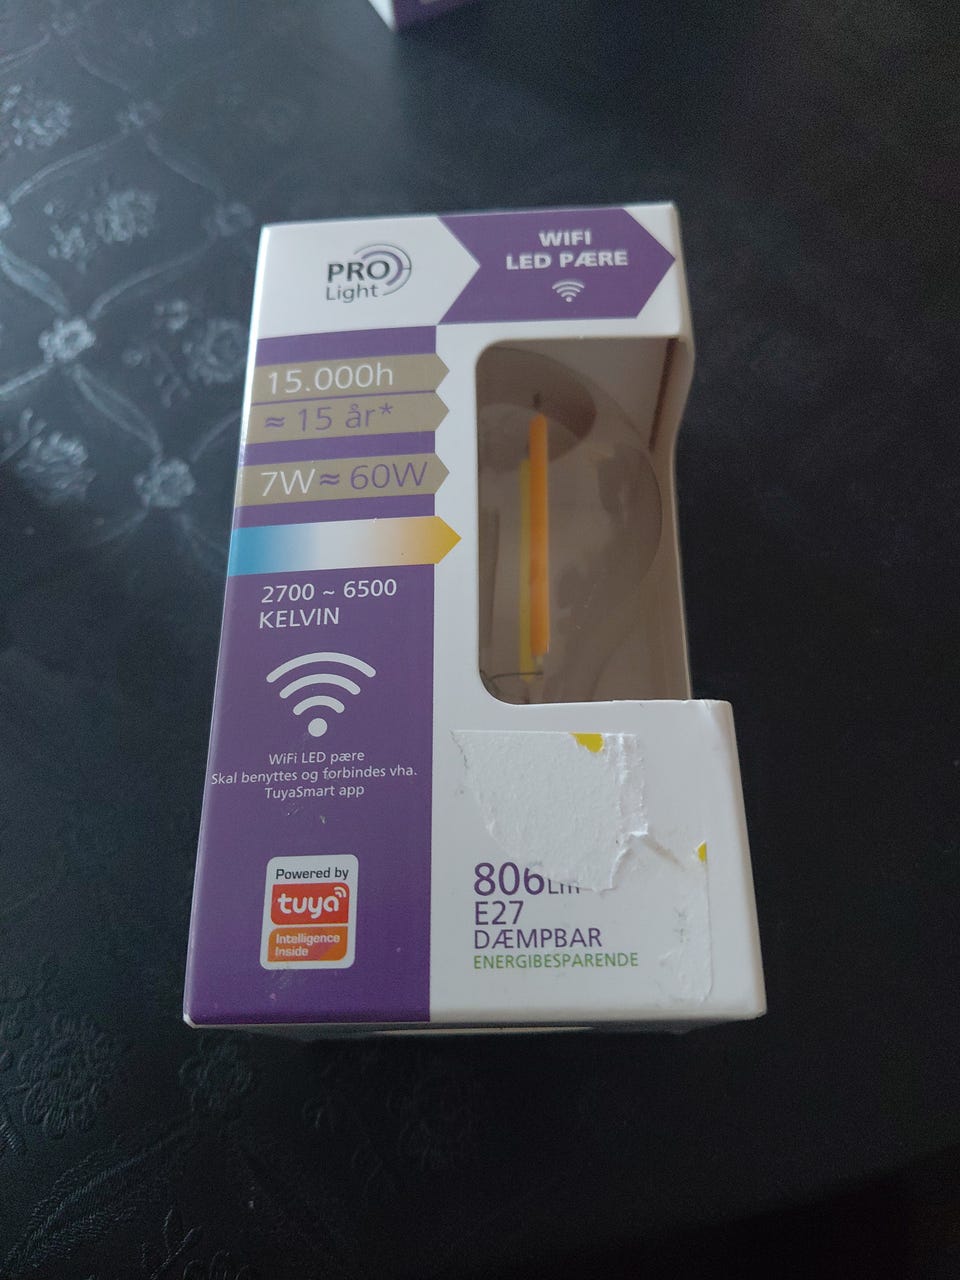 PRO
Light
WIFI
LED PÆRE
15.000h
≈ 15 år*
7W ≈ 60W
2700 ~ 6500
KELVIN
WiFi LED pære
Skal benyttes og forbindes vha.
TuyaSmart app
Powered by
tuya
Intelligence
Inside
806Lm
E27
DÆMPBAR
ENERGIBESPARENDE